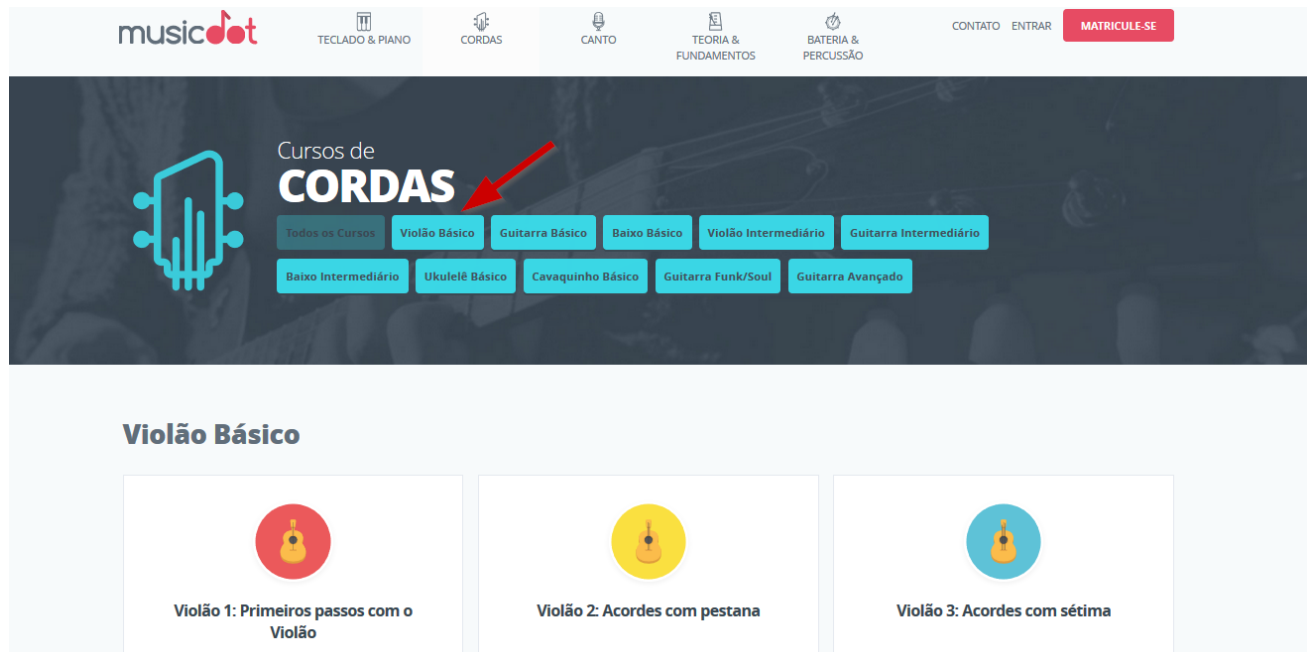 musicdot
TECLADO & PIANO
CORDAS
CANTO
TEORIA &
FUNDAMENTOS
BATERIA &
PERCUSSÃO
CONTATO
ENTRAR
MATRICULE-SE
Cursos de
CORDAS
Todos os Cursos
Violão Básico
Guitarra Básico
Baixo Básico
Violão Intermediário
Guitarra Intermediário
Baixo Intermediário
Ukulelê Básico
Cavaquinho Básico
Guitarra Funk/Soul
Guitarra Avançado
Violão Básico
Violão 1: Primeiros passos com o
Violão
Violão 2: Acordes com pestana
Violão 3: Acordes com sétima